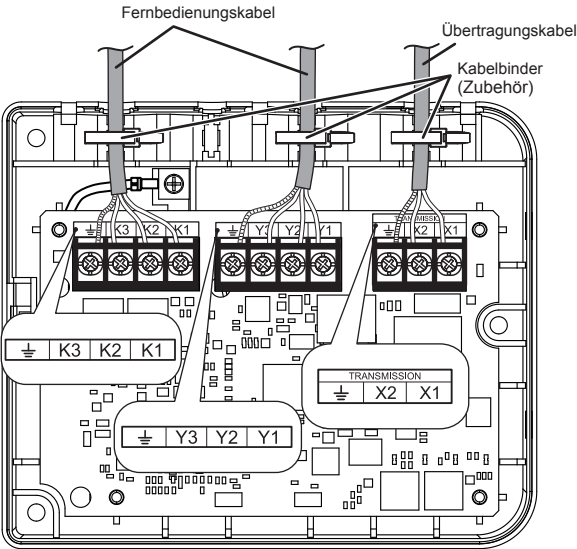 Fernbedienungskabel
Übertragungskabel
Kabelbinder
(Zubehör)
K3 K2 K1
Y3 Y2 Y1
TRANSMISSION
X2 X1
K3 K2 K1
TRANSMISSION
X2 X1
Y3 Y2 Y1